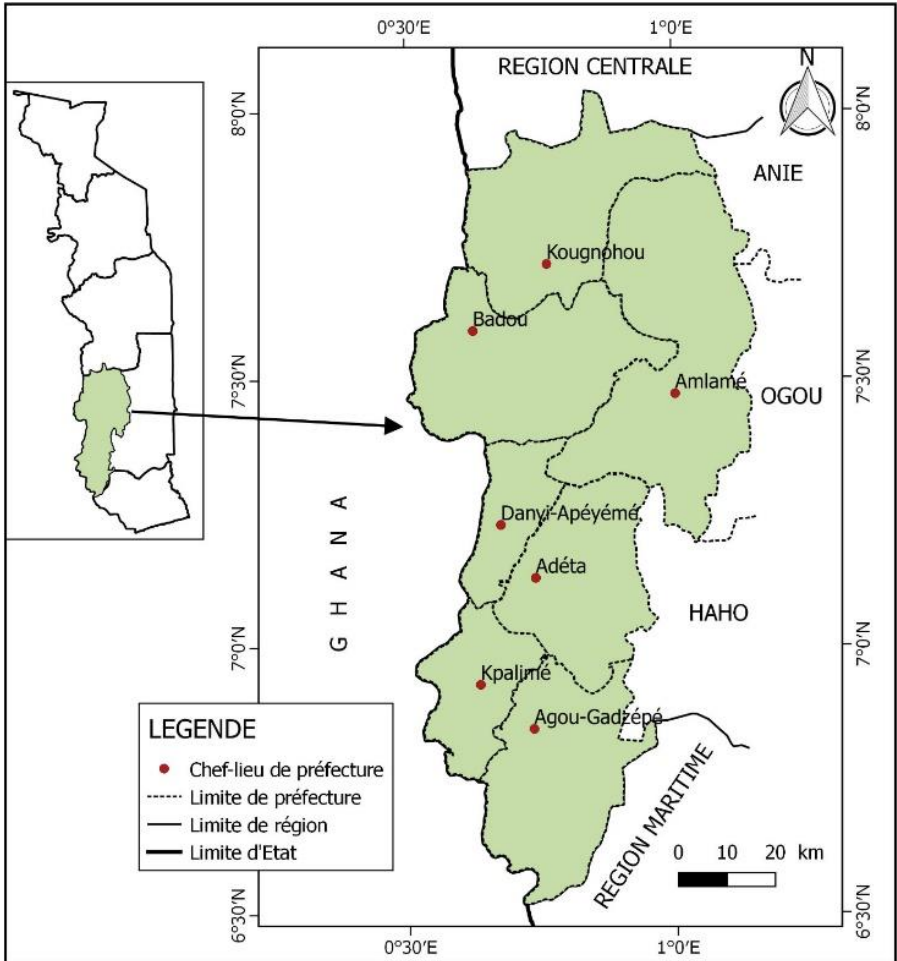 0°30'E
1°0'E
REGION CENTRALE
N
8°0'N
8°0'N
ANIE
Kougnohou
Badou
7°30'N
7°30'N
Amlamé
OGOU
GHANA
Danyi-Apéyémé
Adéta
HAHO
7°0'N
7°0'N
Kpalimé
Agou-Gadzépé
LEGENDE
Chef-lieu de préfecture
Limite de préfecture
Limite de région
Limite d'Etat
REGION MARITIME
0 10 20 km
6°30'N
6°30'N
0°30'E
1°0'E